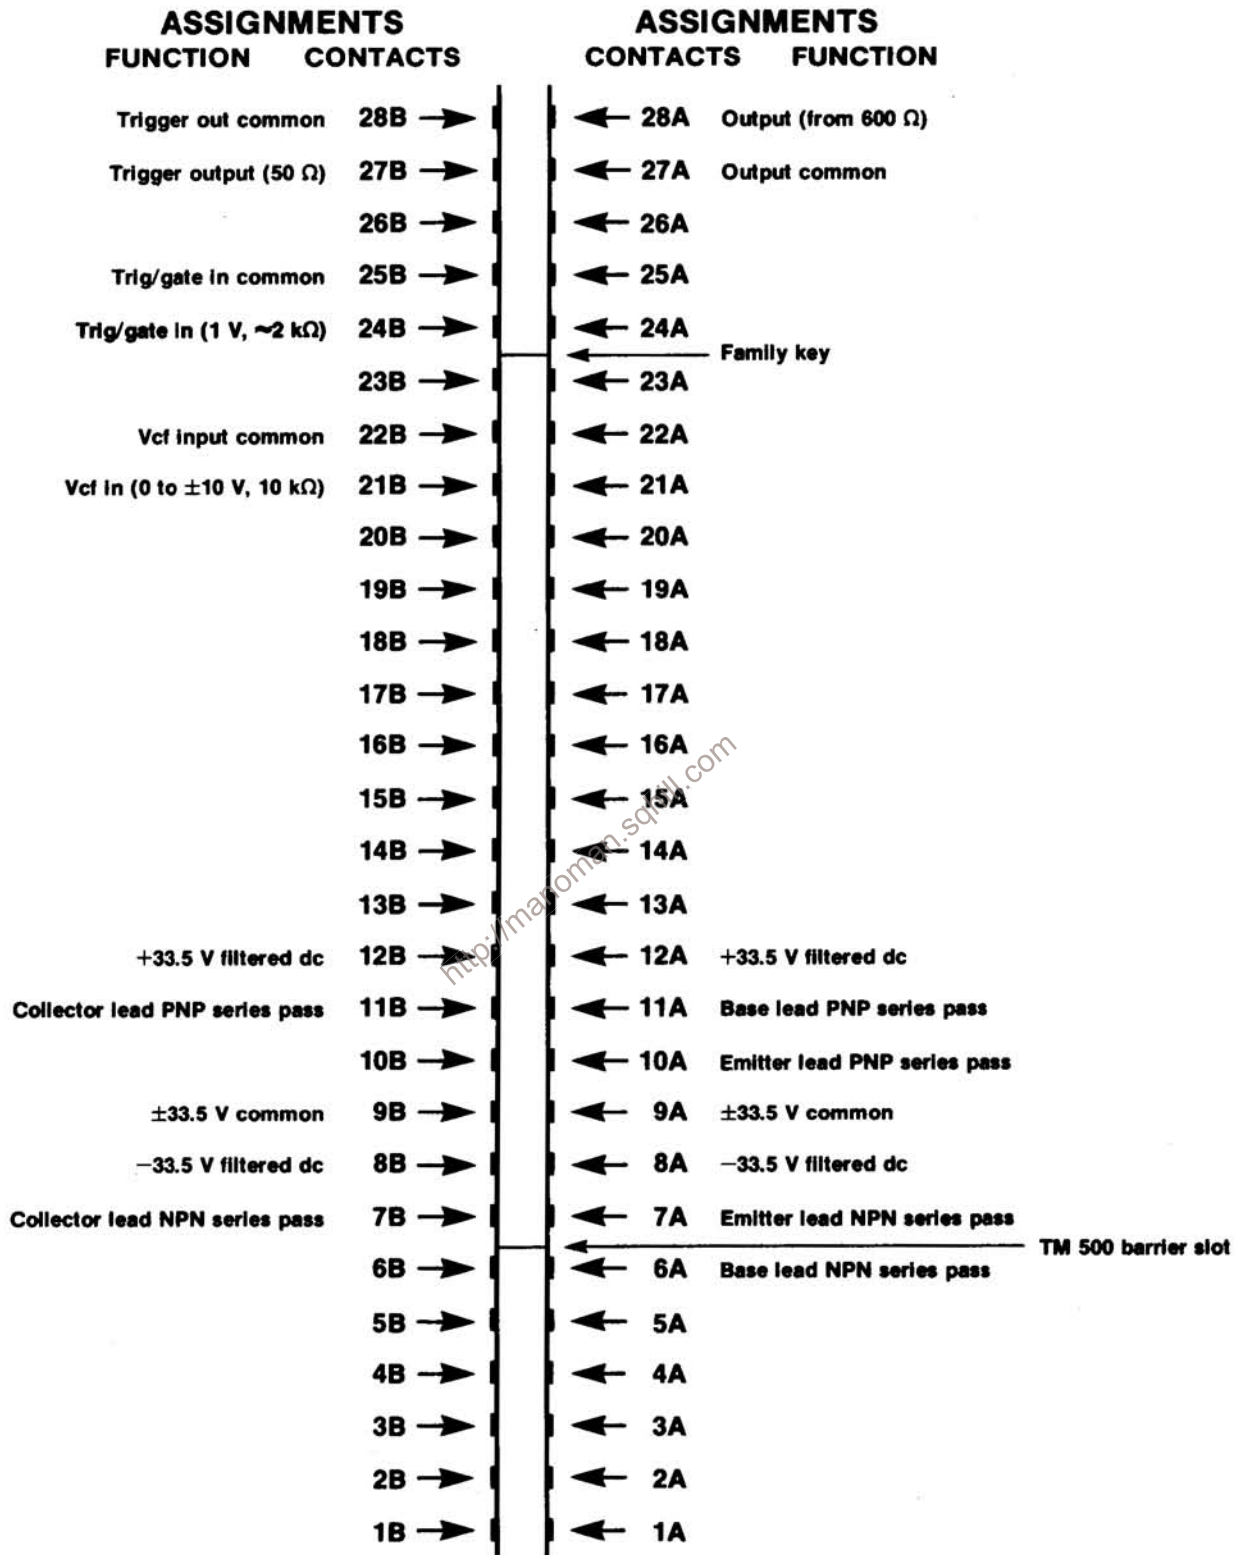 ASSIGNMENTS ASSIGNMENTS
FUNCTION CONTACTS CONTACTS FUNCTION
Trigger out common 28B 28A Output (from 600 Ω)
Trigger output (50 Ω) 27B 27A Output common
26B 26A
Trig/gate in common 25B 25A
Trig/gate in (1 V, ≈2 kΩ) 24B 24A
Family key
23B 23A
Vcf input common 22B 22A
Vcf in (0 to ±10 V, 10 kΩ) 21B 21A
20B 20A
19B 19A
18B 18A
17B 17A
16B 16A
15B 15A
14B 14A
13B 13A
+33.5 V filtered dc 12B 12A +33.5 V filtered dc
Collector lead PNP series pass 11B 11A Base lead PNP series pass
10B 10A Emitter lead PNP series pass
±33.5 V common 9B 9A ±33.5 V common
−33.5 V filtered dc 8B 8A −33.5 V filtered dc
Collector lead NPN series pass 7B 7A Emitter lead NPN series pass
TM 500 barrier slot
6B 6A Base lead NPN series pass
5B 5A
4B 4A
3B 3A
2B 2A
1B 1A